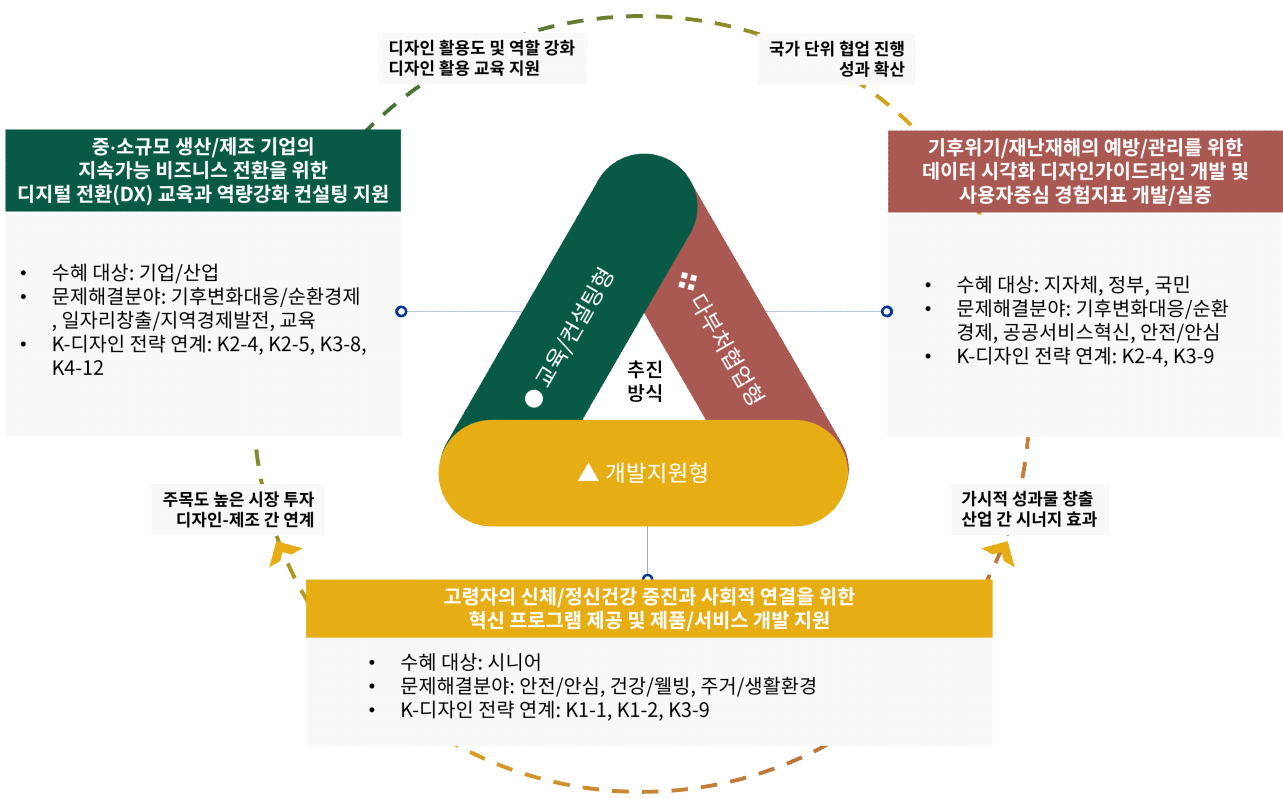 디자인 활용도 및 역할 강화
디자인 활용 교육 지원
국가 단위 협업 진행
성과 확산
중·소규모 생산/제조 기업의
지속가능 비즈니스 전환을 위한
디지털 전환(DX) 교육과 역량강화 컨설팅 지원
• 수혜 대상: 기업/산업
• 문제해결분야: 기후변화대응/순환경제
, 일자리창출/지역경제발전, 교육
• K-디자인 전략 연계: K2-4, K2-5, K3-8,
K4-12
기후위기/재난재해의 예방/관리를 위한
데이터 시각화 디자인가이드라인 개발 및
사용자중심 경험지표 개발/실증
• 수혜 대상: 지자체, 정부, 국민
• 문제해결분야: 기후변화대응/순환
경제, 공공서비스혁신, 안전/안심
• K-디자인 전략 연계: K2-4, K3-9
교육/컨설팅형
다부처협업형
추진
방식
개발지원형
주목도 높은 시장 투자
디자인-제조 간 연계
가시적 성과물 창출
산업 간 시너지 효과
고령자의 신체/정신건강 증진과 사회적 연결을 위한
혁신 프로그램 제공 및 제품/서비스 개발 지원
• 수혜 대상: 시니어
• 문제해결분야: 안전/안심, 건강/웰빙, 주거/생활환경
• K-디자인 전략 연계: K1-1, K1-2, K3-9